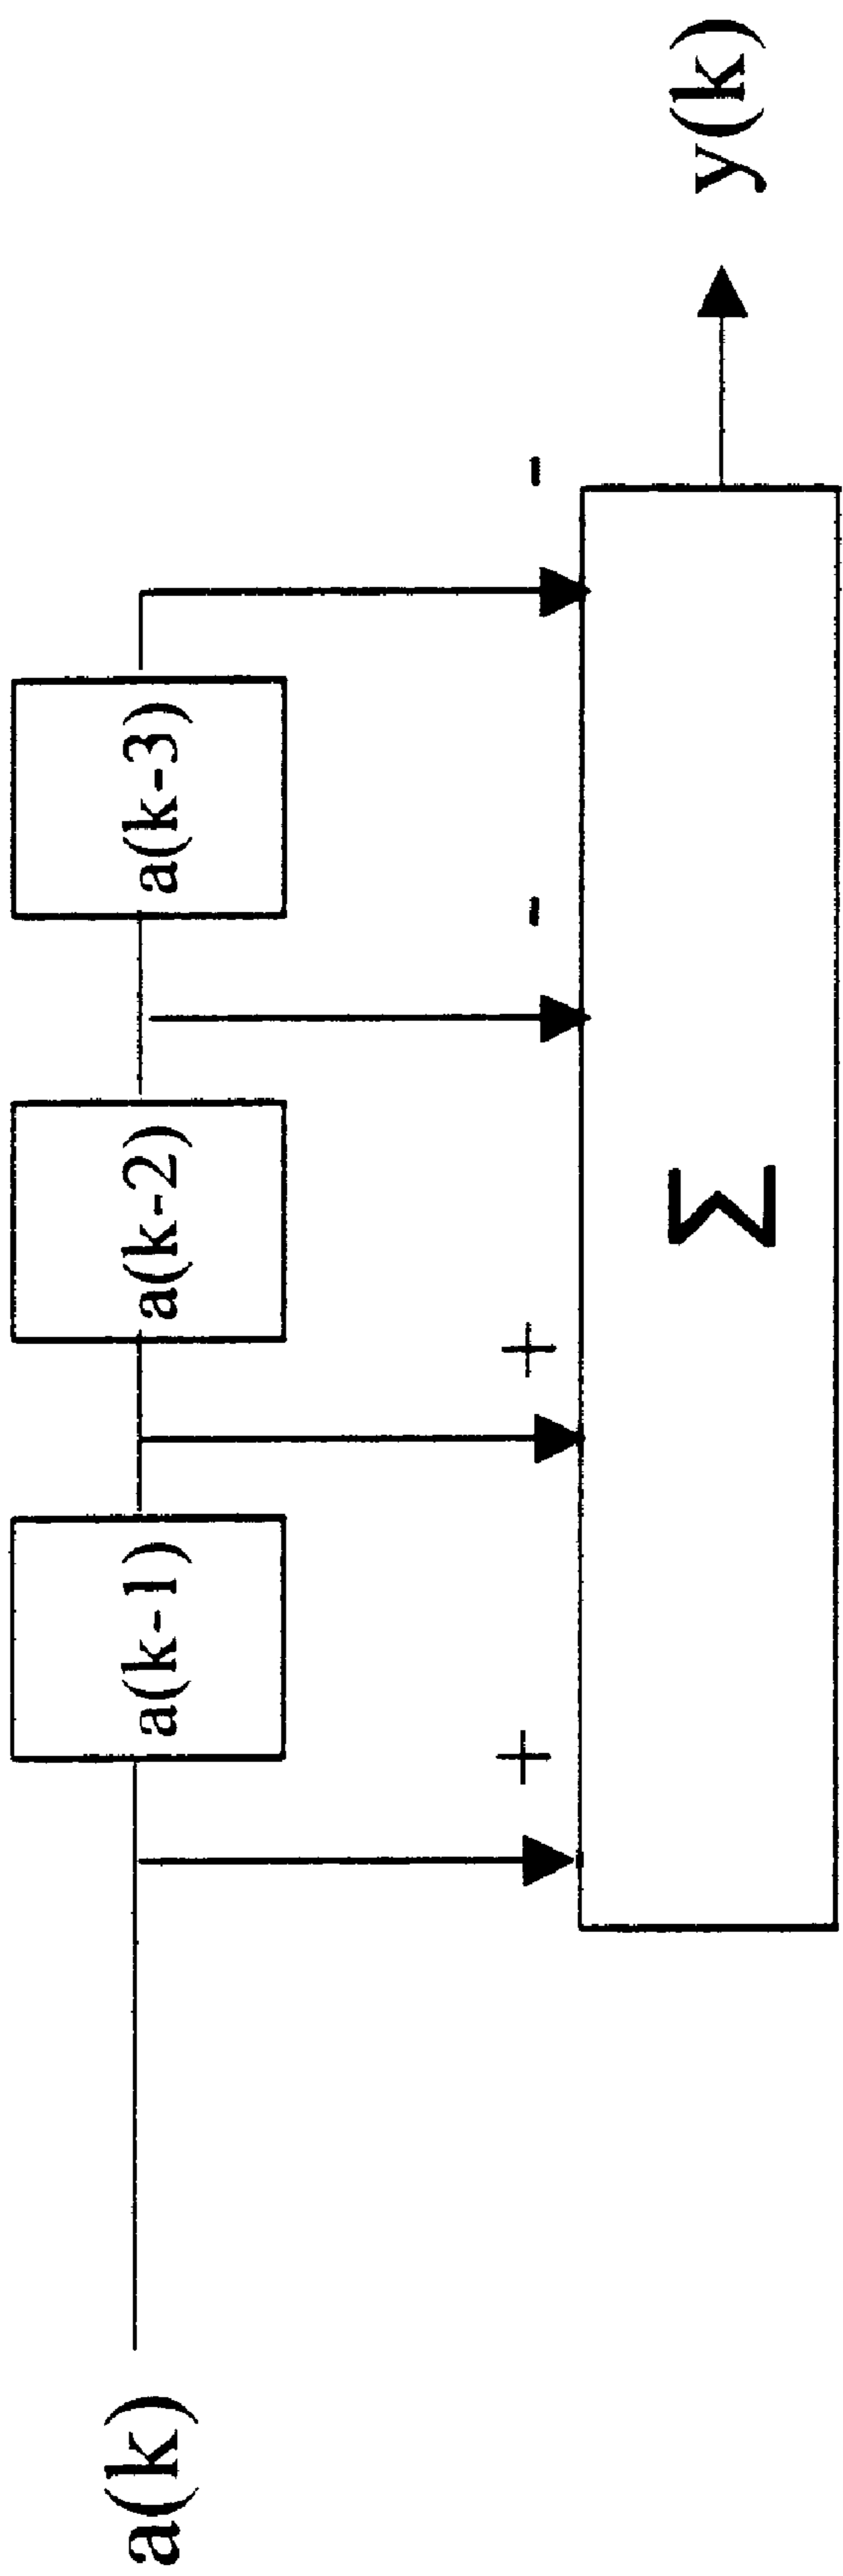 a(k)
a(k-1)
a(k-2)
a(k-3)
+
+
-
-
Σ
y(k)